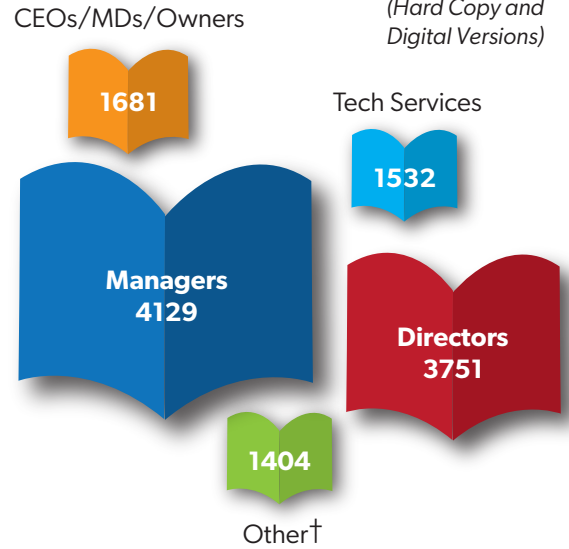 CEOs/MDs/Owners
(Hard Copy and
Digital Versions)
1681
Tech Services
1532
Managers
4129
Directors
3751
1404
Other†